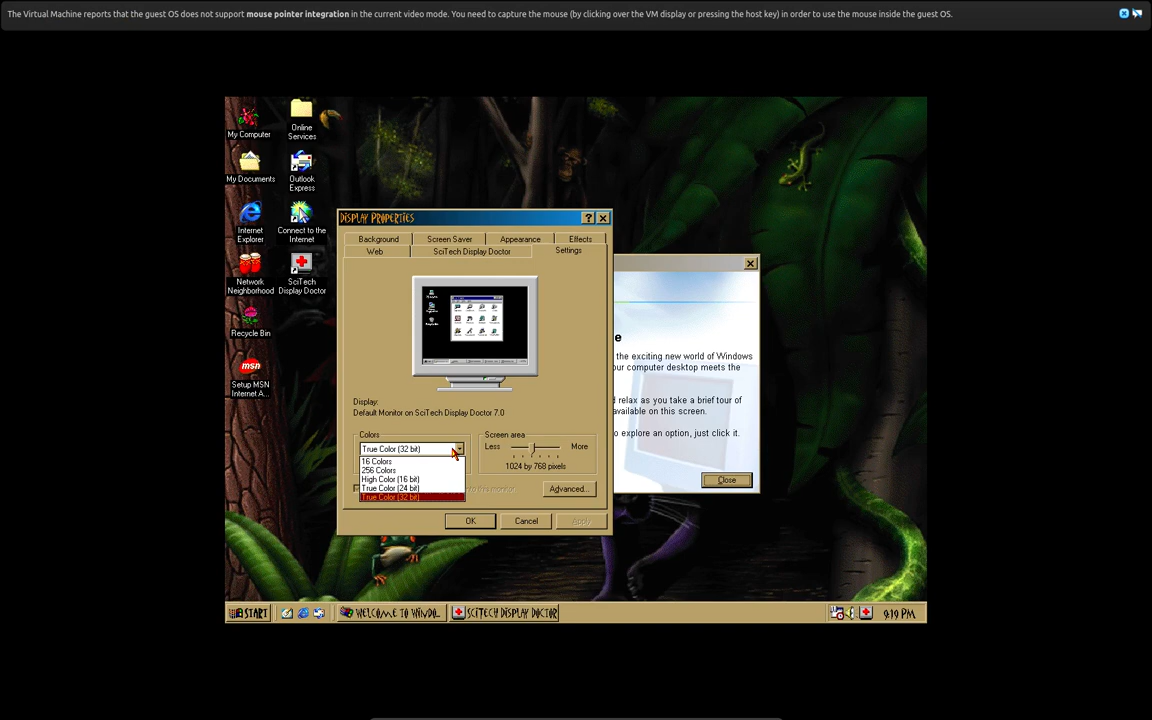 The Virtual Machine reports that the guest OS does not support mouse pointer integration in the current video mode. You need to capture the mouse (by clicking over the VM display or pressing the host key) in order to use the mouse inside the guest OS.
My Computer
Online
Services
My Documents
Outlook
Express
Internet
Explorer
Connect to the
Internet
Network
Neighborhood
SciTech
Display Doctor
Recycle Bin
msn
Setup MSN
Internet A...
Display Properties
Background
Screen Saver
Appearance
Effects
Web
SciTech Display Doctor
Settings
Display:
Default Monitor on SciTech Display Doctor 7.0
Colors
True Color (32 bit)
16 Colors
256 Colors
High Color (16 bit)
True Color (24 bit)
True Color (32 bit)
Screen area
Less
More
1024 by 768 pixels
this monitor
Advanced...
OK
Cancel
Apply
e
the exciting new world of Windows
our computer desktop meets the
relax as you take a brief tour of
available on this screen.
o explore an option, just click it.
Close
Start
Welcome to Windo...
SciTech Display Doctor
9:19 PM